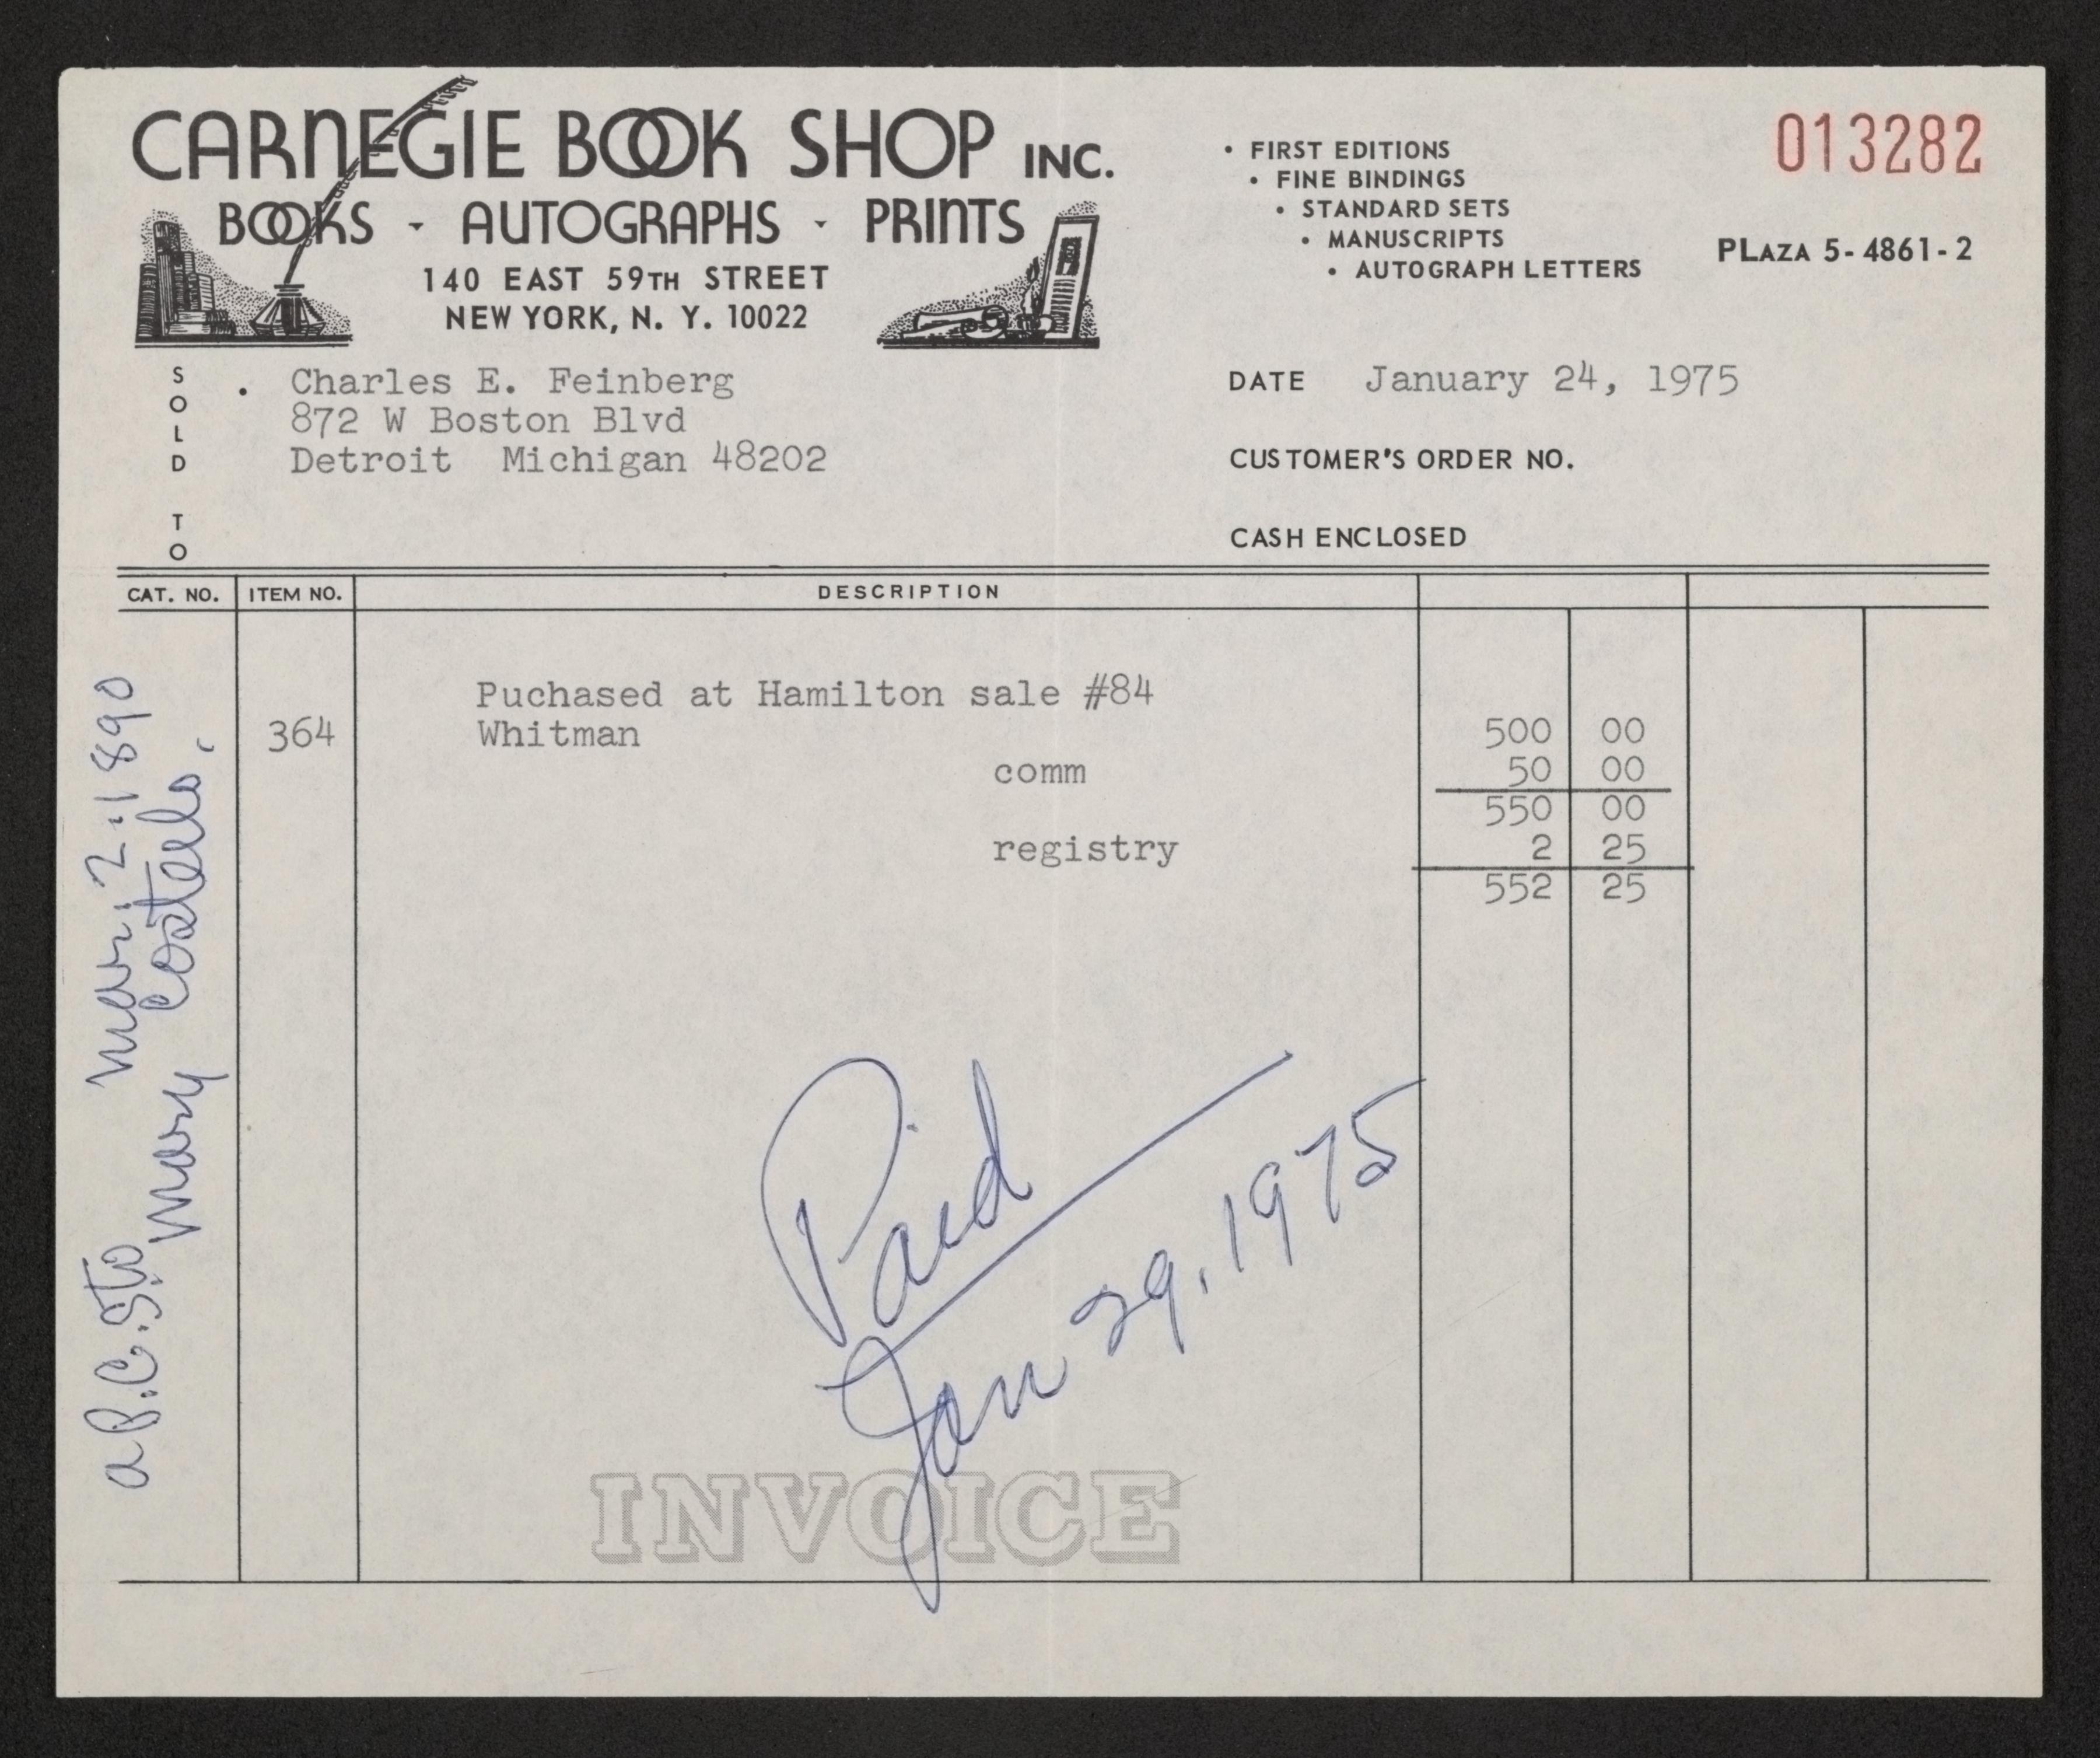 CARNEGIE BOOK SHOP INC.
BOOKS - AUTOGRAPHS - PRINTS
140 EAST 59TH STREET
NEW YORK, N. Y. 10022
• FIRST EDITIONS
• FINE BINDINGS
• STANDARD SETS
• MANUSCRIPTS
• AUTOGRAPH LETTERS
013282
PLAZA 5-4861-2
SOLD TO
Charles E. Feinberg
872 W Boston Blvd
Detroit Michigan 48202
DATE January 24, 1975
CUSTOMER'S ORDER NO.
CASH ENCLOSED
CAT. NO. ITEM NO. DESCRIPTION
Puchased at Hamilton sale #84
364 Whitman 500 00
comm 50 00
550 00
registry 2 25
552 25
a.P.C.S. to Mar. 2. 1890
Mary Costelo.
Paid
Jan 29, 1975
INVOICE